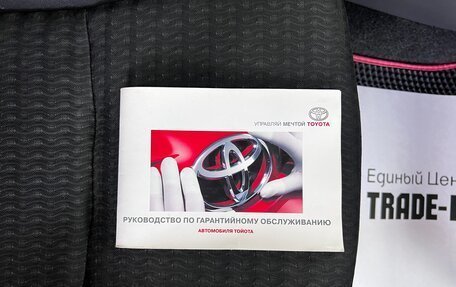 УПРАВЛЯЙ МЕЧТОЙ TOYOTA
РУКОВОДСТВО ПО ГАРАНТИЙНОМУ ОБСЛУЖИВАНИЮ
АВТОМОБИЛЯ ТОЙОТА
Единый Цен
TRADE-